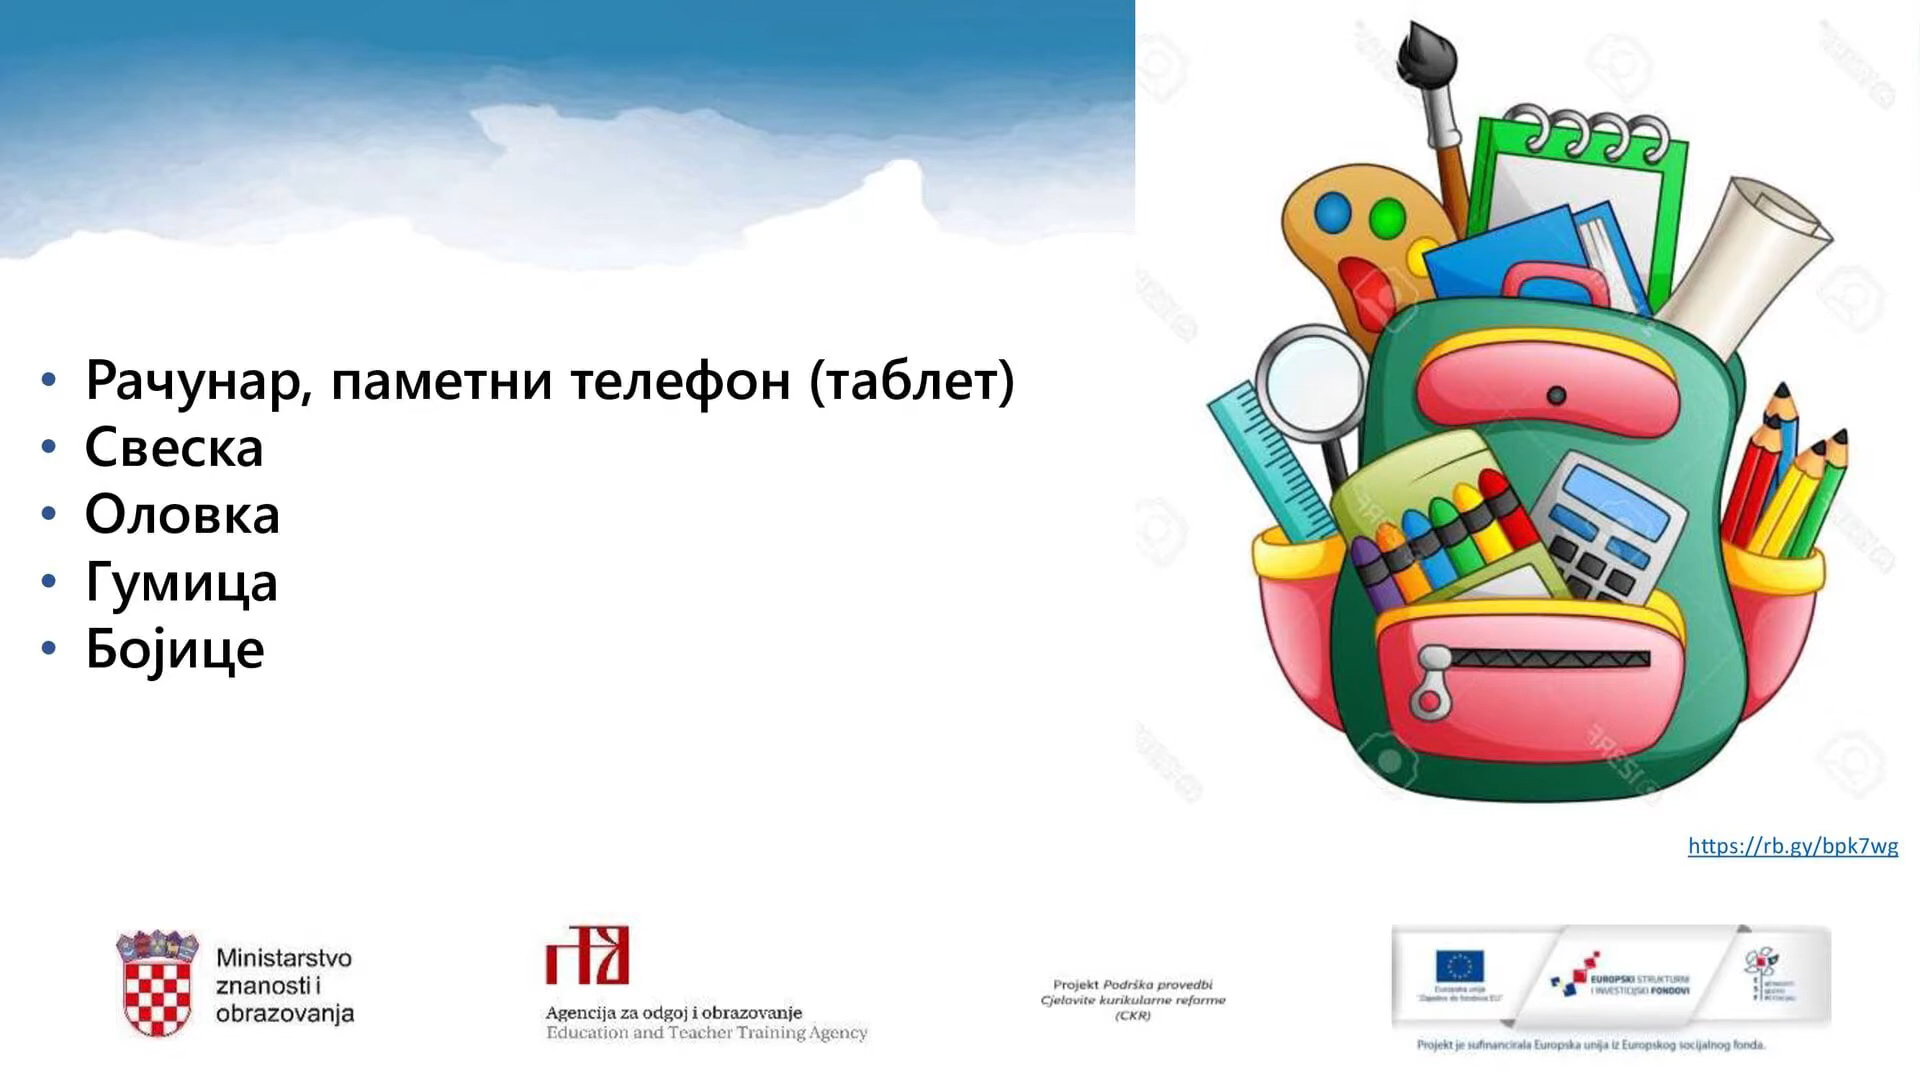 • Рачунар, паметни телефон (таблет)
• Свеска
• Оловка
• Гумица
• Бојице
https://rb.gy/bpk7wg
Ministarstvo
znanosti i
obrazovanja
Agencija za odgoj i obrazovanje
Education and Teacher Training Agency
Projekt Podrška provedbi
Cjelovite kurikularne reforme
(CKR)
EUROPSKI STRUKTURNI
I INVESTICIJSKI FONDOVI
Projekt je sufinancirala Europska unija iz Europskog socijalnog fonda.